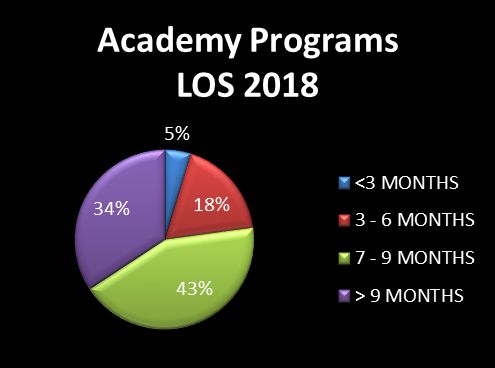 Academy Programs
LOS 2018
5%
18%
34%
43%
<3 MONTHS
3 - 6 MONTHS
7 - 9 MONTHS
> 9 MONTHS